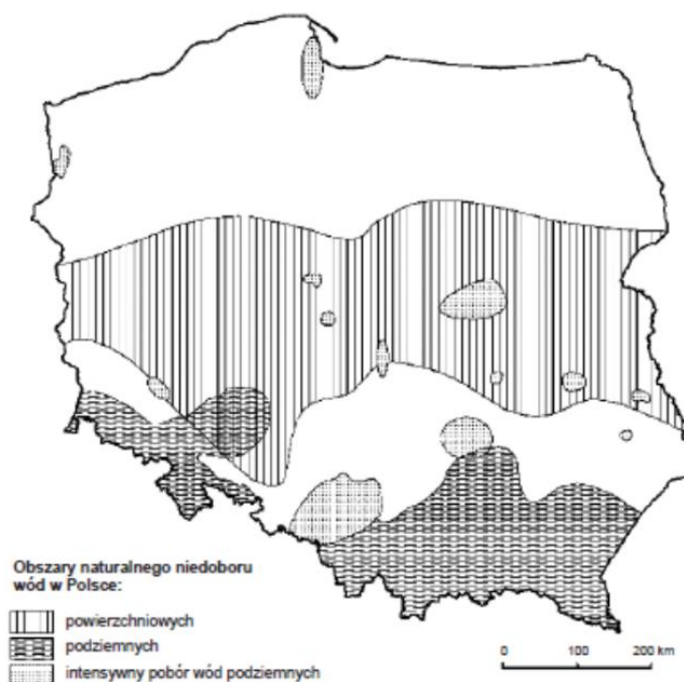 Obszary naturalnego niedoboru
wód w Polsce:
powierzchniowych
podziemnych
intensywny pobór wód podziemnych
0 100 200 km